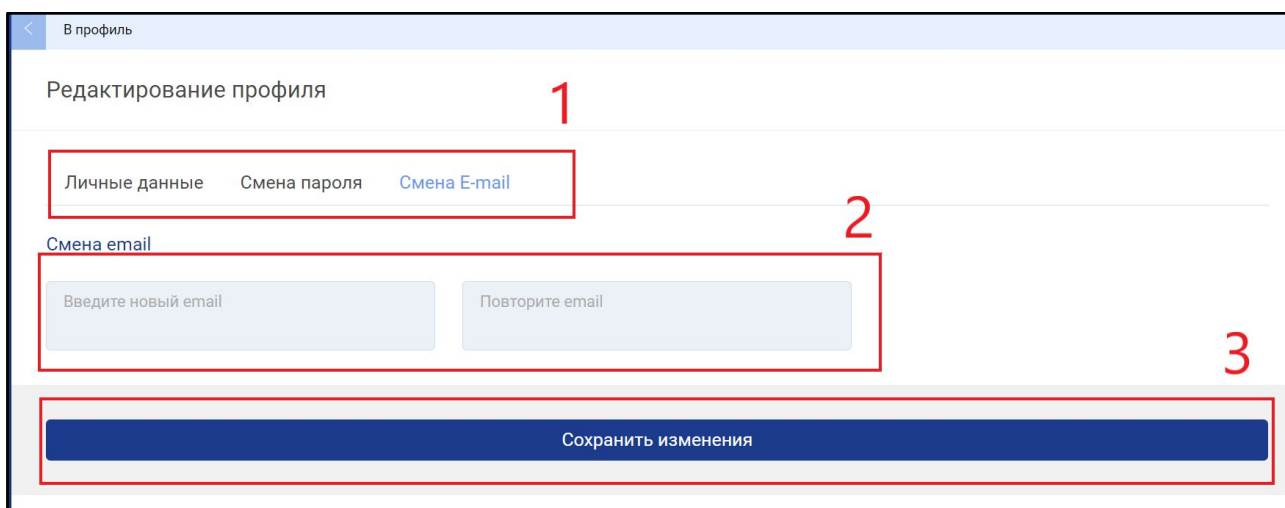 В профиль
Редактирование профиля
1
Личные данные Смена пароля Смена E-mail
2
Смена email
Введите новый email Повторите email
3
Сохранить изменения